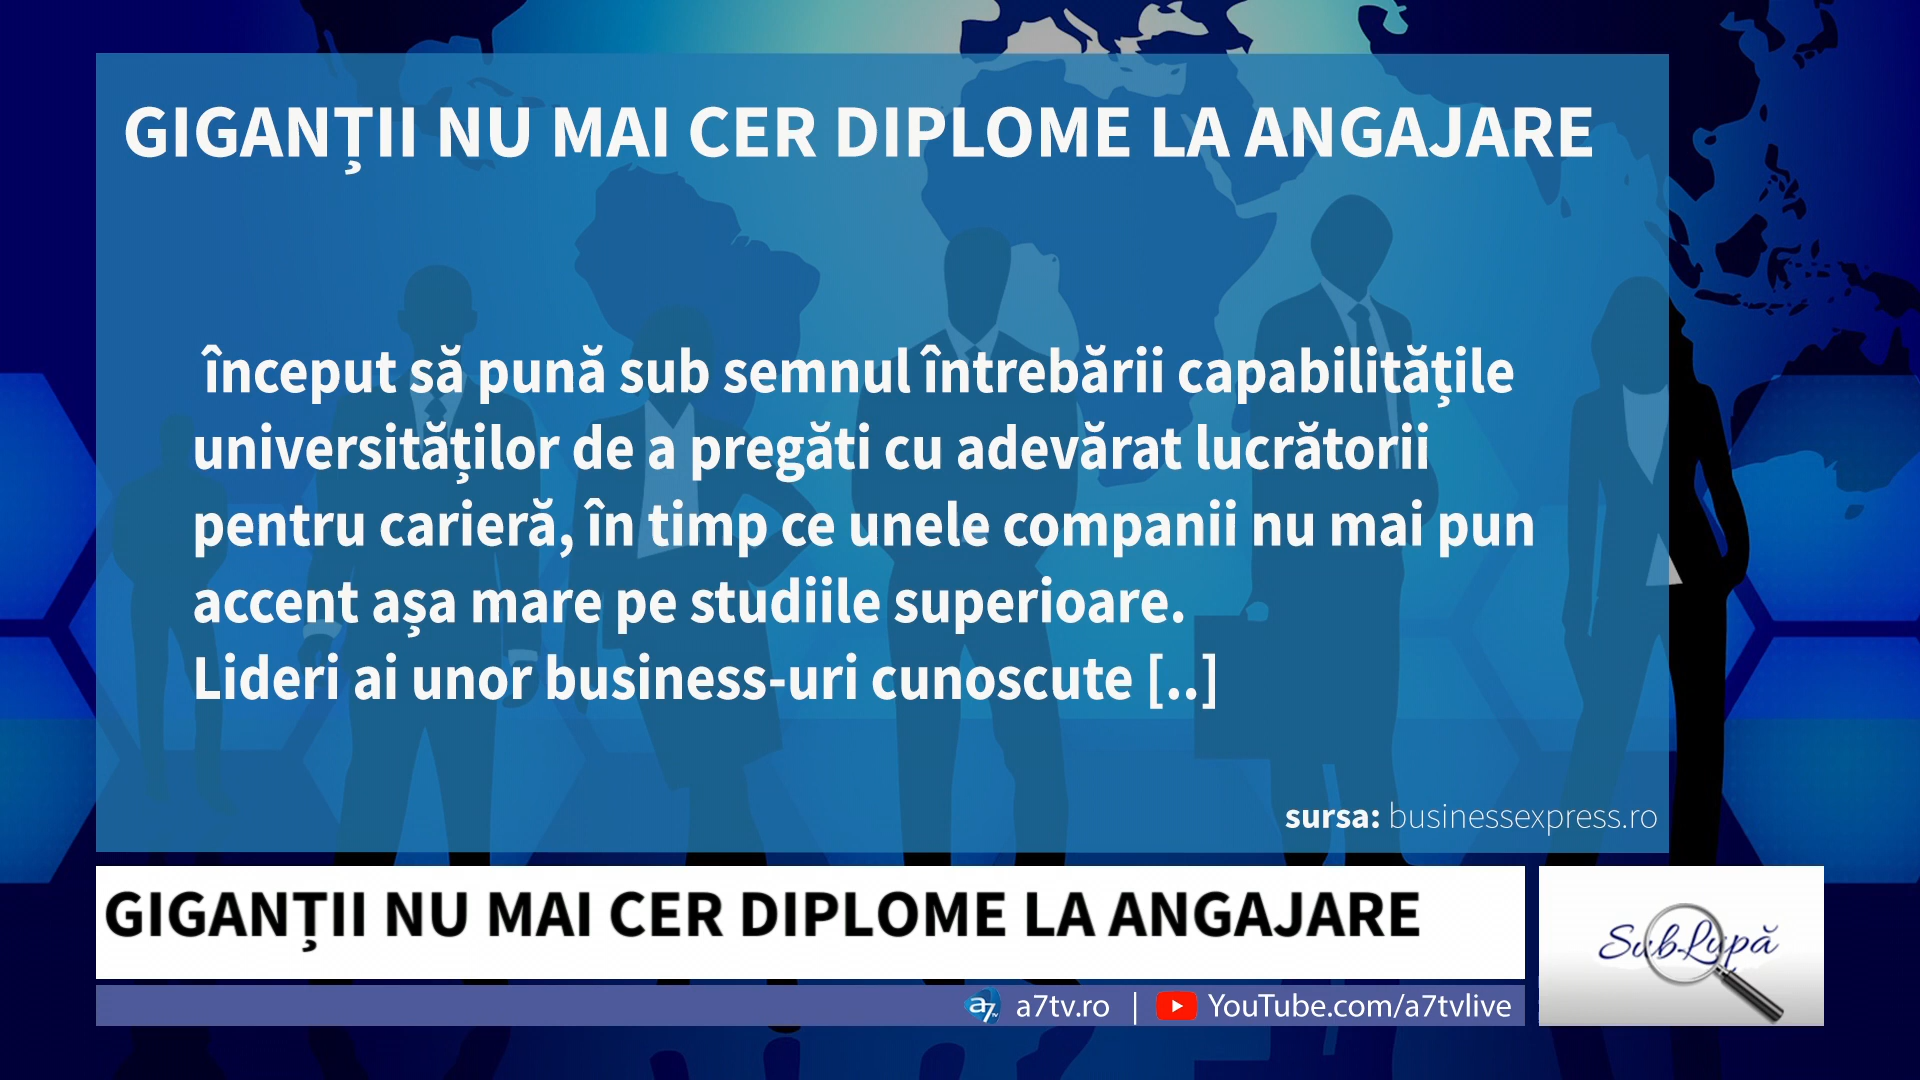 GIGANȚII NU MAI CER DIPLOME LA ANGAJARE
început să pună sub semnul întrebării capabilitățile
universităților de a pregăti cu adevărat lucrătorii
pentru carieră, în timp ce unele companii nu mai pun
accent așa mare pe studiile superioare.
Lideri ai unor business-uri cunoscute [..]
sursa: businessexpress.ro
GIGANȚII NU MAI CER DIPLOME LA ANGAJARE
Sub Lupă
a7tv a7tv.ro | YouTube.com/a7tvlive